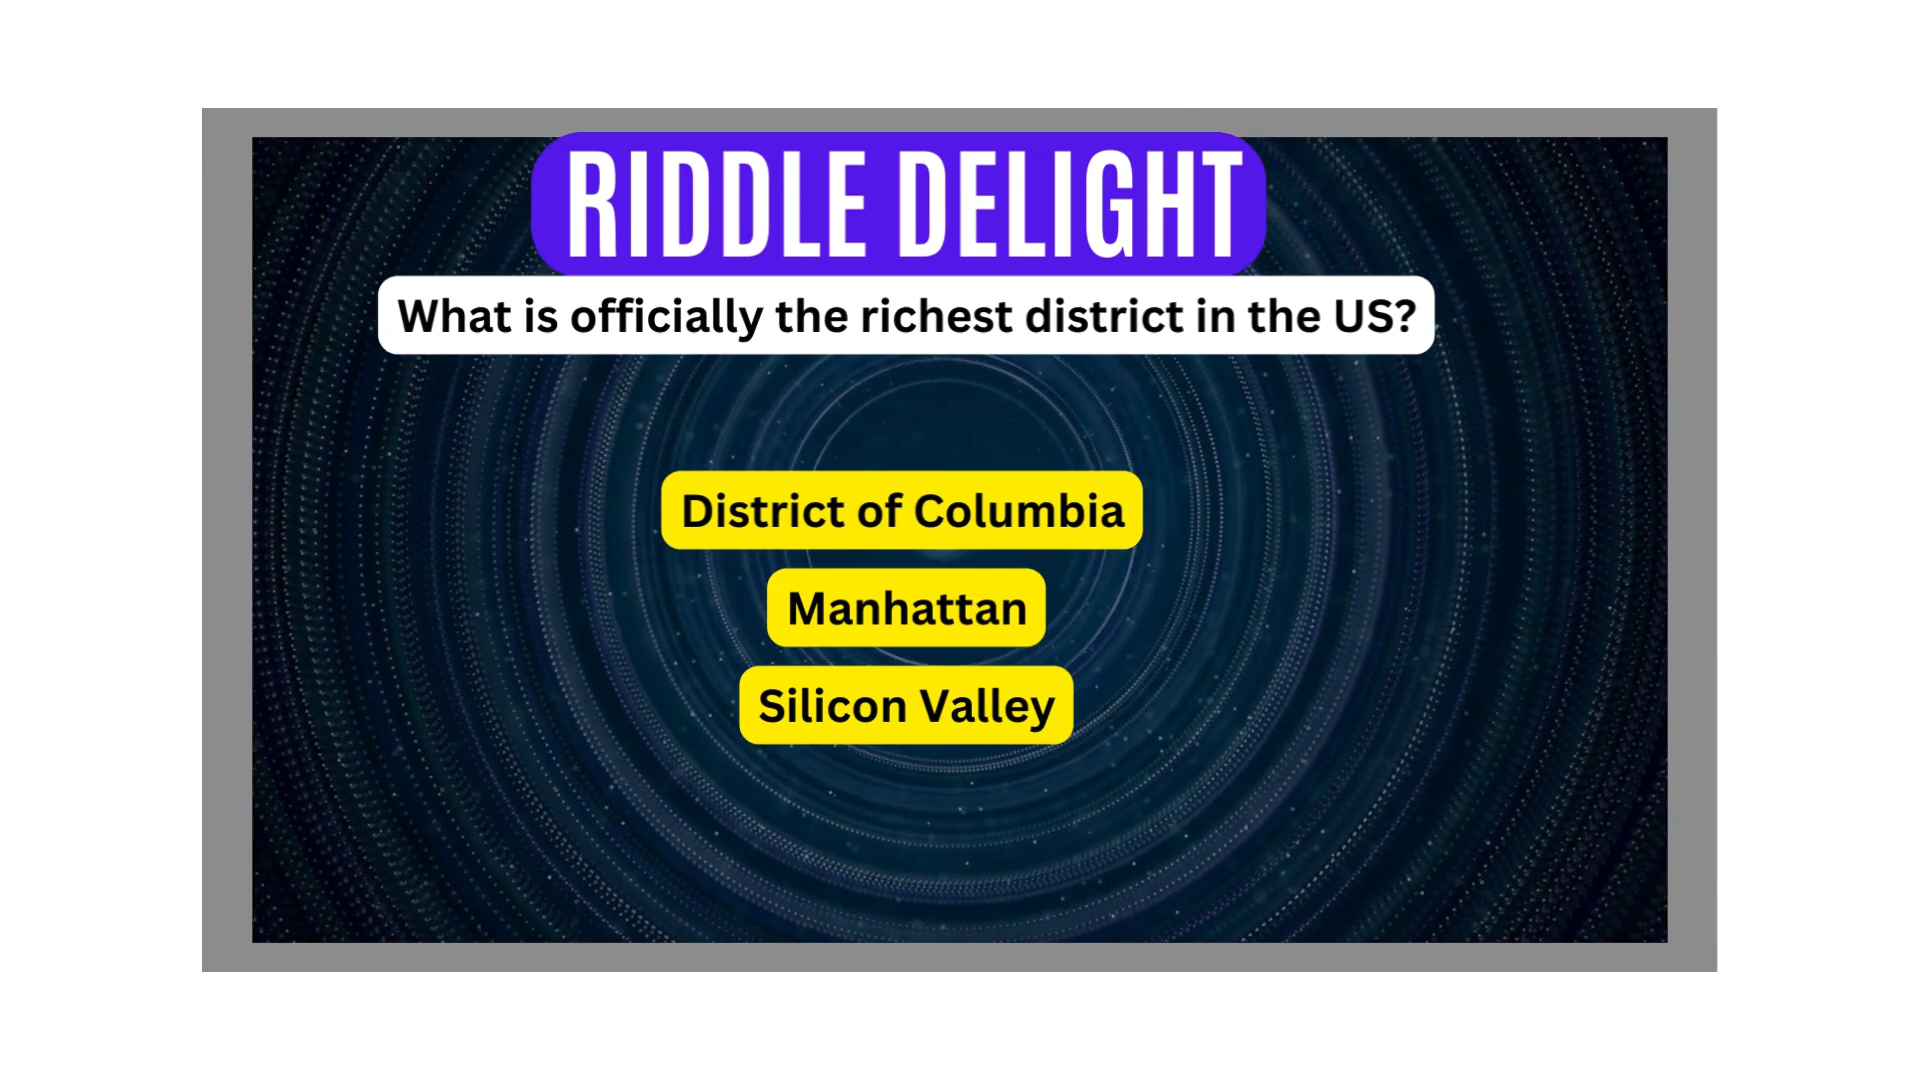 RIDDLE DELIGHT
What is officially the richest district in the US?
District of Columbia
Manhattan
Silicon Valley